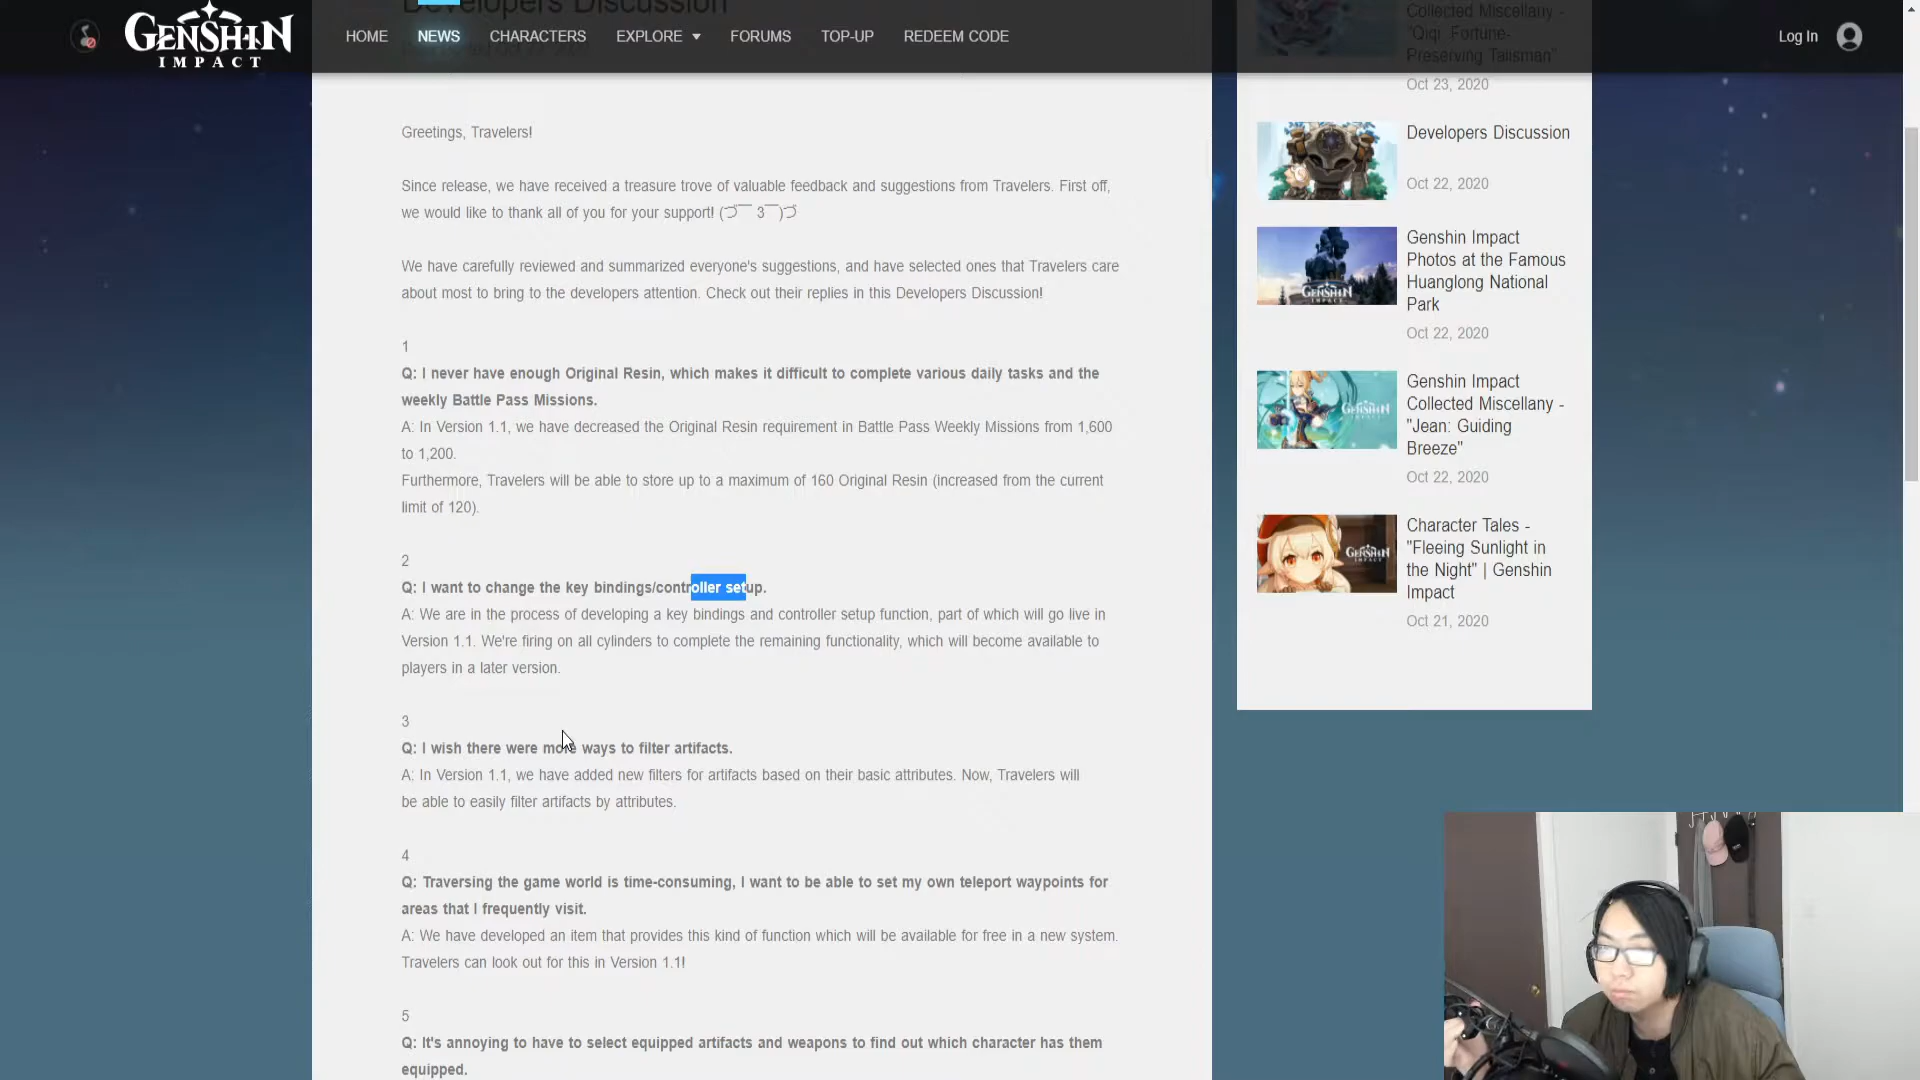 Developers Discussion
GENSHIN
IMPACT
HOME
NEWS
CHARACTERS
EXPLORE
FORUMS
TOP-UP
REDEEM CODE
Log In
Greetings, Travelers!
Since release, we have received a treasure trove of valuable feedback and suggestions from Travelers. First off,
we would like to thank all of you for your support! (づ￣ 3￣)づ
We have carefully reviewed and summarized everyone's suggestions, and have selected ones that Travelers care
about most to bring to the developers attention. Check out their replies in this Developers Discussion!
1
Q: I never have enough Original Resin, which makes it difficult to complete various daily tasks and the
weekly Battle Pass Missions.
A: In Version 1.1, we have decreased the Original Resin requirement in Battle Pass Weekly Missions from 1,600
to 1,200.
Furthermore, Travelers will be able to store up to a maximum of 160 Original Resin (increased from the current
limit of 120).
2
Q: I want to change the key bindings/controller setup.
A: We are in the process of developing a key bindings and controller setup function, part of which will go live in
Version 1.1. We're firing on all cylinders to complete the remaining functionality, which will become available to
players in a later version.
3
Q: I wish there were more ways to filter artifacts.
A: In Version 1.1, we have added new filters for artifacts based on their basic attributes. Now, Travelers will
be able to easily filter artifacts by attributes.
4
Q: Traversing the game world is time-consuming, I want to be able to set my own teleport waypoints for
areas that I frequently visit.
A: We have developed an item that provides this kind of function which will be available for free in a new system.
Travelers can look out for this in Version 1.1!
5
Q: It's annoying to have to select equipped artifacts and weapons to find out which character has them
equipped.
Collected Miscellany -
"Qiqi: Fortune-
Preserving Talisman"
Oct 23, 2020
Developers Discussion
Oct 22, 2020
GENSHIN
IMPACT
Genshin Impact
Photos at the Famous
Huanglong National
Park
Oct 22, 2020
GENSHIN
IMPACT
Genshin Impact
Collected Miscellany -
"Jean: Guiding
Breeze"
Oct 22, 2020
GENSHIN
IMPACT
Character Tales -
"Fleeing Sunlight in
the Night" | Genshin
Impact
Oct 21, 2020